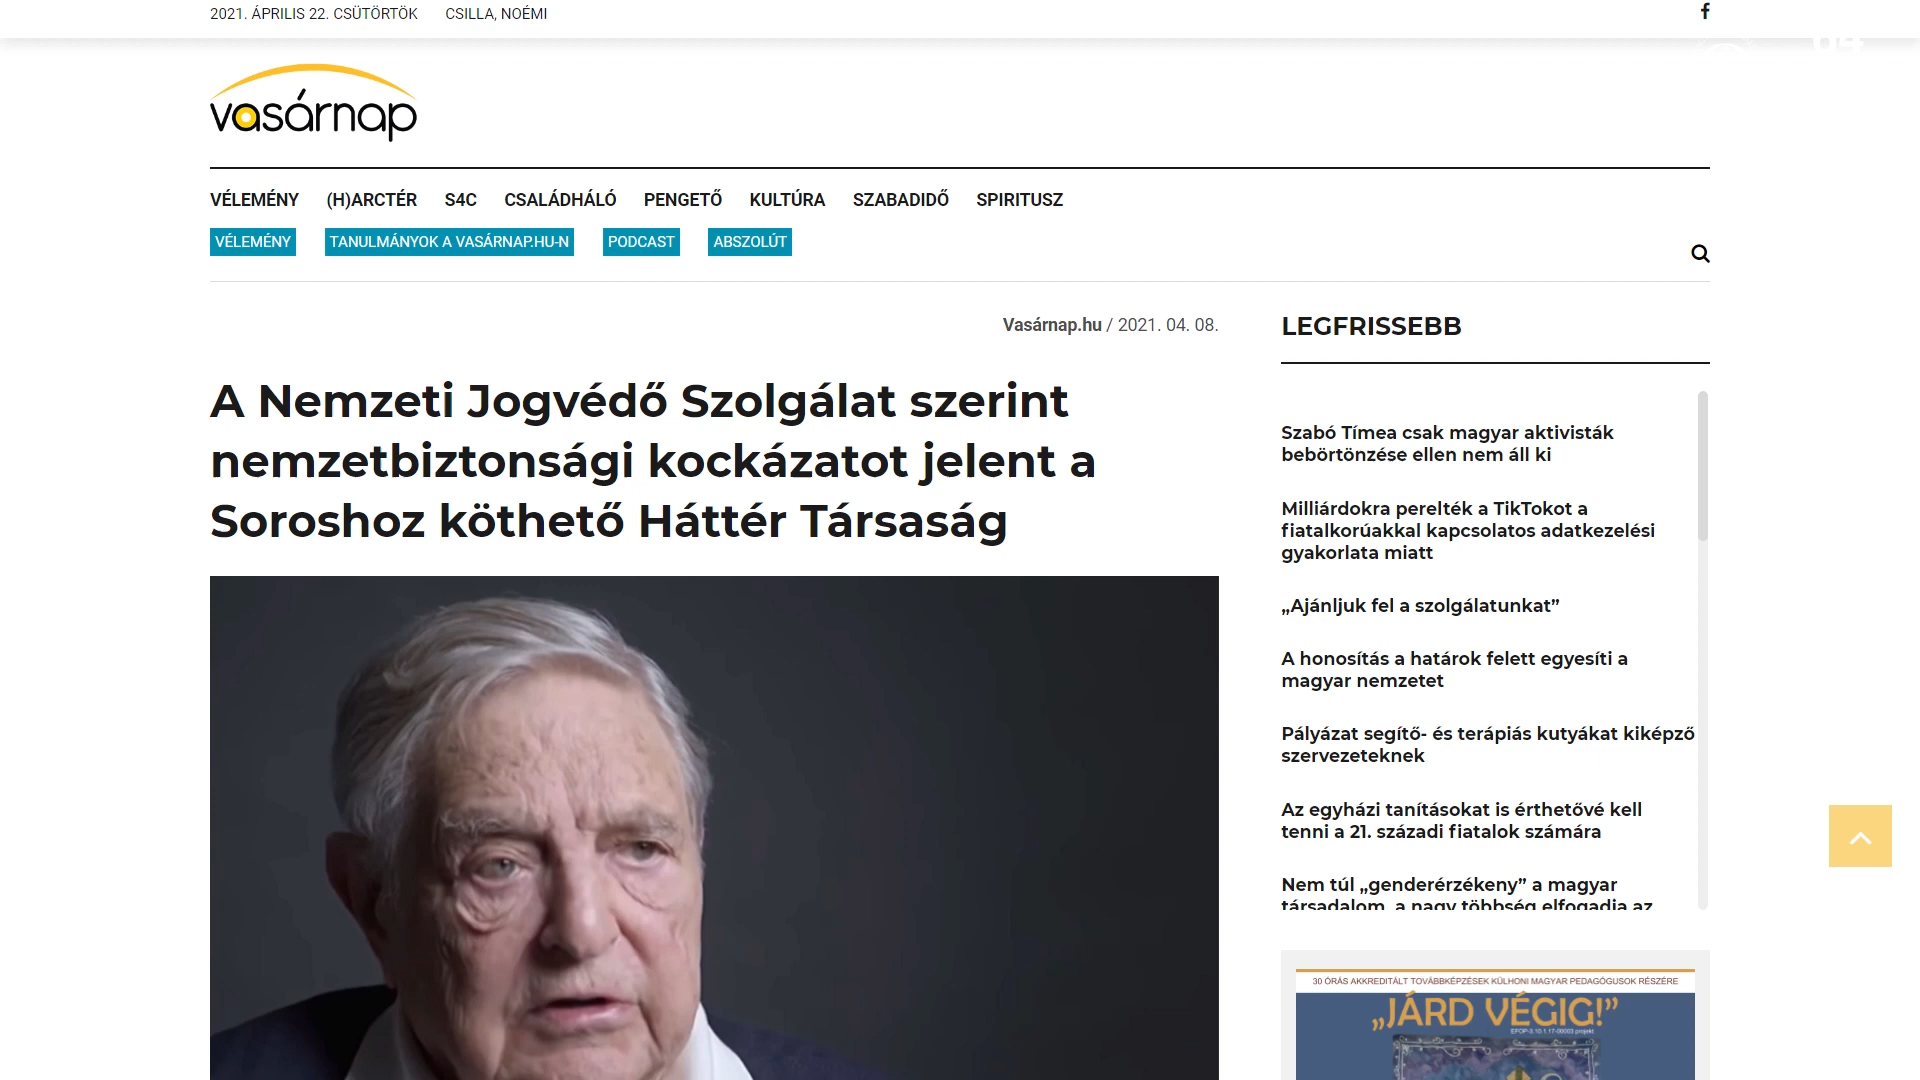 2021. ÁPRILIS 22. CSÜTÖRTÖK CSILLA, NOÉMI
vasárnap
VÉLEMÉNY (H)ARCTÉR S4C CSALÁDHÁLÓ PENGETŐ KULTÚRA SZABADIDŐ SPIRITUSZ
VÉLEMÉNY TANULMÁNYOK A VASÁRNAP.HU-N PODCAST ABSZOLÚT
Vasárnap.hu / 2021. 04. 08.
A Nemzeti Jogvédő Szolgálat szerint
nemzetbiztonsági kockázatot jelent a
Soroshoz köthető Háttér Társaság
LEGFRISSEBB
Szabó Tímea csak magyar aktivisták
bebörtönzése ellen nem áll ki
Milliárdokra perelték a TikTokot a
fiatalkorúakkal kapcsolatos adatkezelési
gyakorlata miatt
„Ajánljuk fel a szolgálatunkat”
A honosítás a határok felett egyesíti a
magyar nemzetet
Pályázat segítő- és terápiás kutyákat kiképző
szervezeteknek
Az egyházi tanításokat is érthetővé kell
tenni a 21. századi fiatalok számára
Nem túl „genderérzékeny” a magyar
társadalom, a nagy többség elfogadja az
30 ÓRÁS AKKREDITÁLT TOVÁBBKÉPZÉSEK KÜLHONI MAGYAR PEDAGÓGUSOK RÉSZÉRE
„JÁRD VÉGIG!”